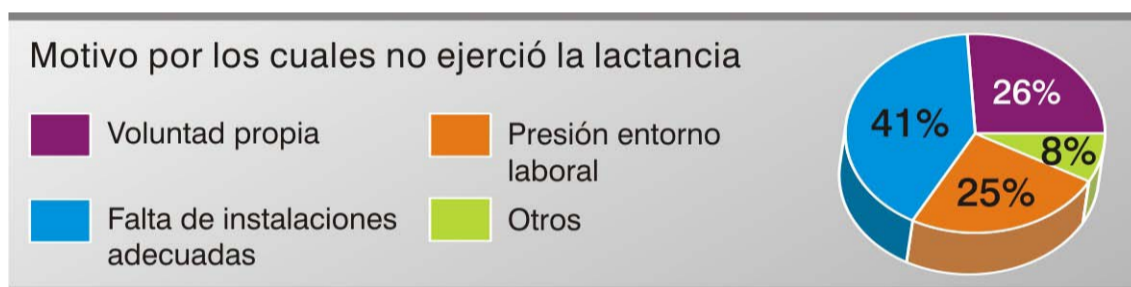 Motivo por los cuales no ejerció la lactancia
Voluntad propia
Presión entorno
laboral
Falta de instalaciones
adecuadas
Otros
41%
26%
8%
25%